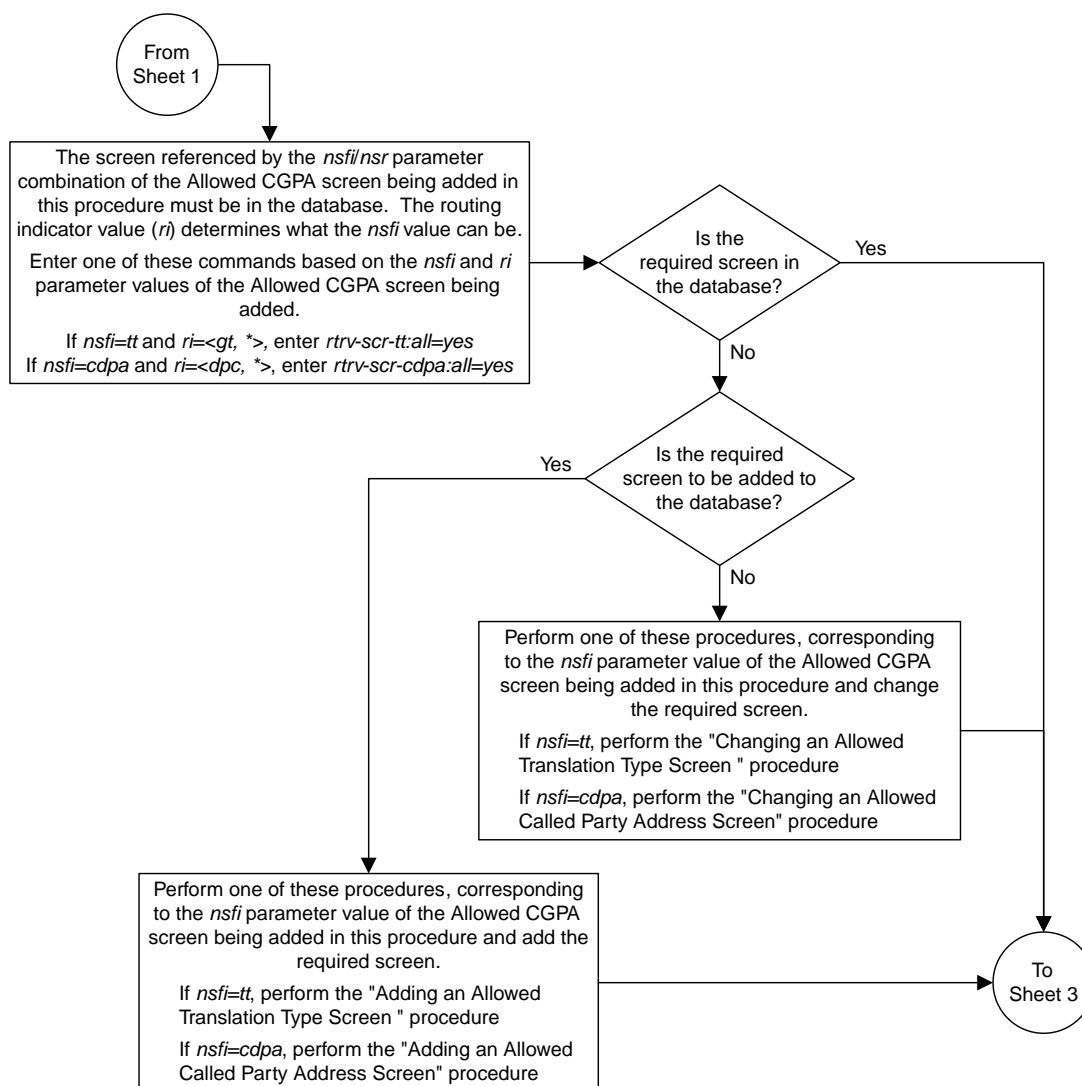 From
Sheet 1
The screen referenced by the nsfi/nsr parameter
combination of the Allowed CGPA screen being added in
this procedure must be in the database.  The routing
indicator value (ri) determines what the nsfi value can be.
Enter one of these commands based on the nsfi and ri
parameter values of the Allowed CGPA screen being
added.
If nsfi=tt and ri=<gt, *>, enter rtrv-scr-tt:all=yes
If nsfi=cdpa and ri=<dpc, *>, enter rtrv-scr-cdpa:all=yes
Is the
required screen in
the database?
Yes
No
Is the required
screen to be added to
the database?
Yes
No
Perform one of these procedures, corresponding
to the nsfi parameter value of the Allowed CGPA
screen being added in this procedure and change
the required screen.
If nsfi=tt, perform the "Changing an Allowed
Translation Type Screen " procedure
If nsfi=cdpa, perform the "Changing an Allowed
Called Party Address Screen" procedure
Perform one of these procedures, corresponding
to the nsfi parameter value of the Allowed CGPA
screen being added in this procedure and add the
required screen.
If nsfi=tt, perform the "Adding an Allowed
Translation Type Screen " procedure
If nsfi=cdpa, perform the "Adding an Allowed
Called Party Address Screen" procedure
To
Sheet 3